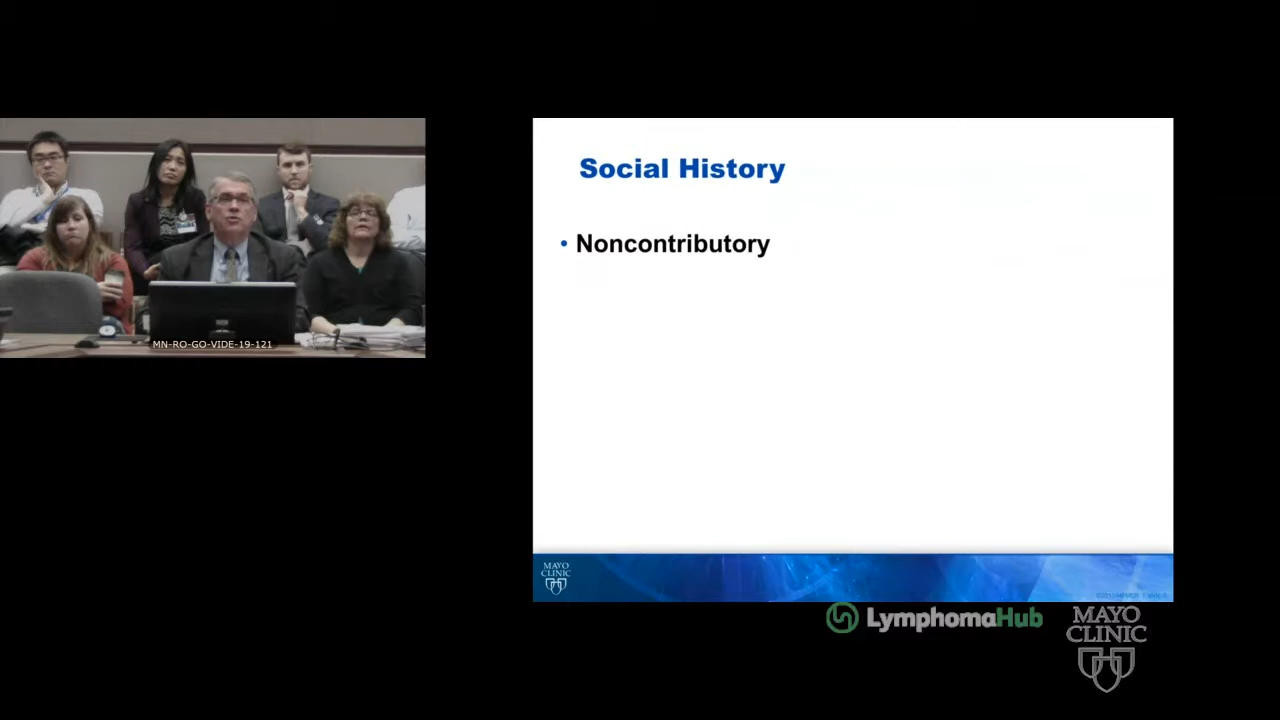 Social History
• Noncontributory
MN-RO-GO-VIDE-19-121
MAYO
CLINIC
LymphomaHub
MAYO
CLINIC